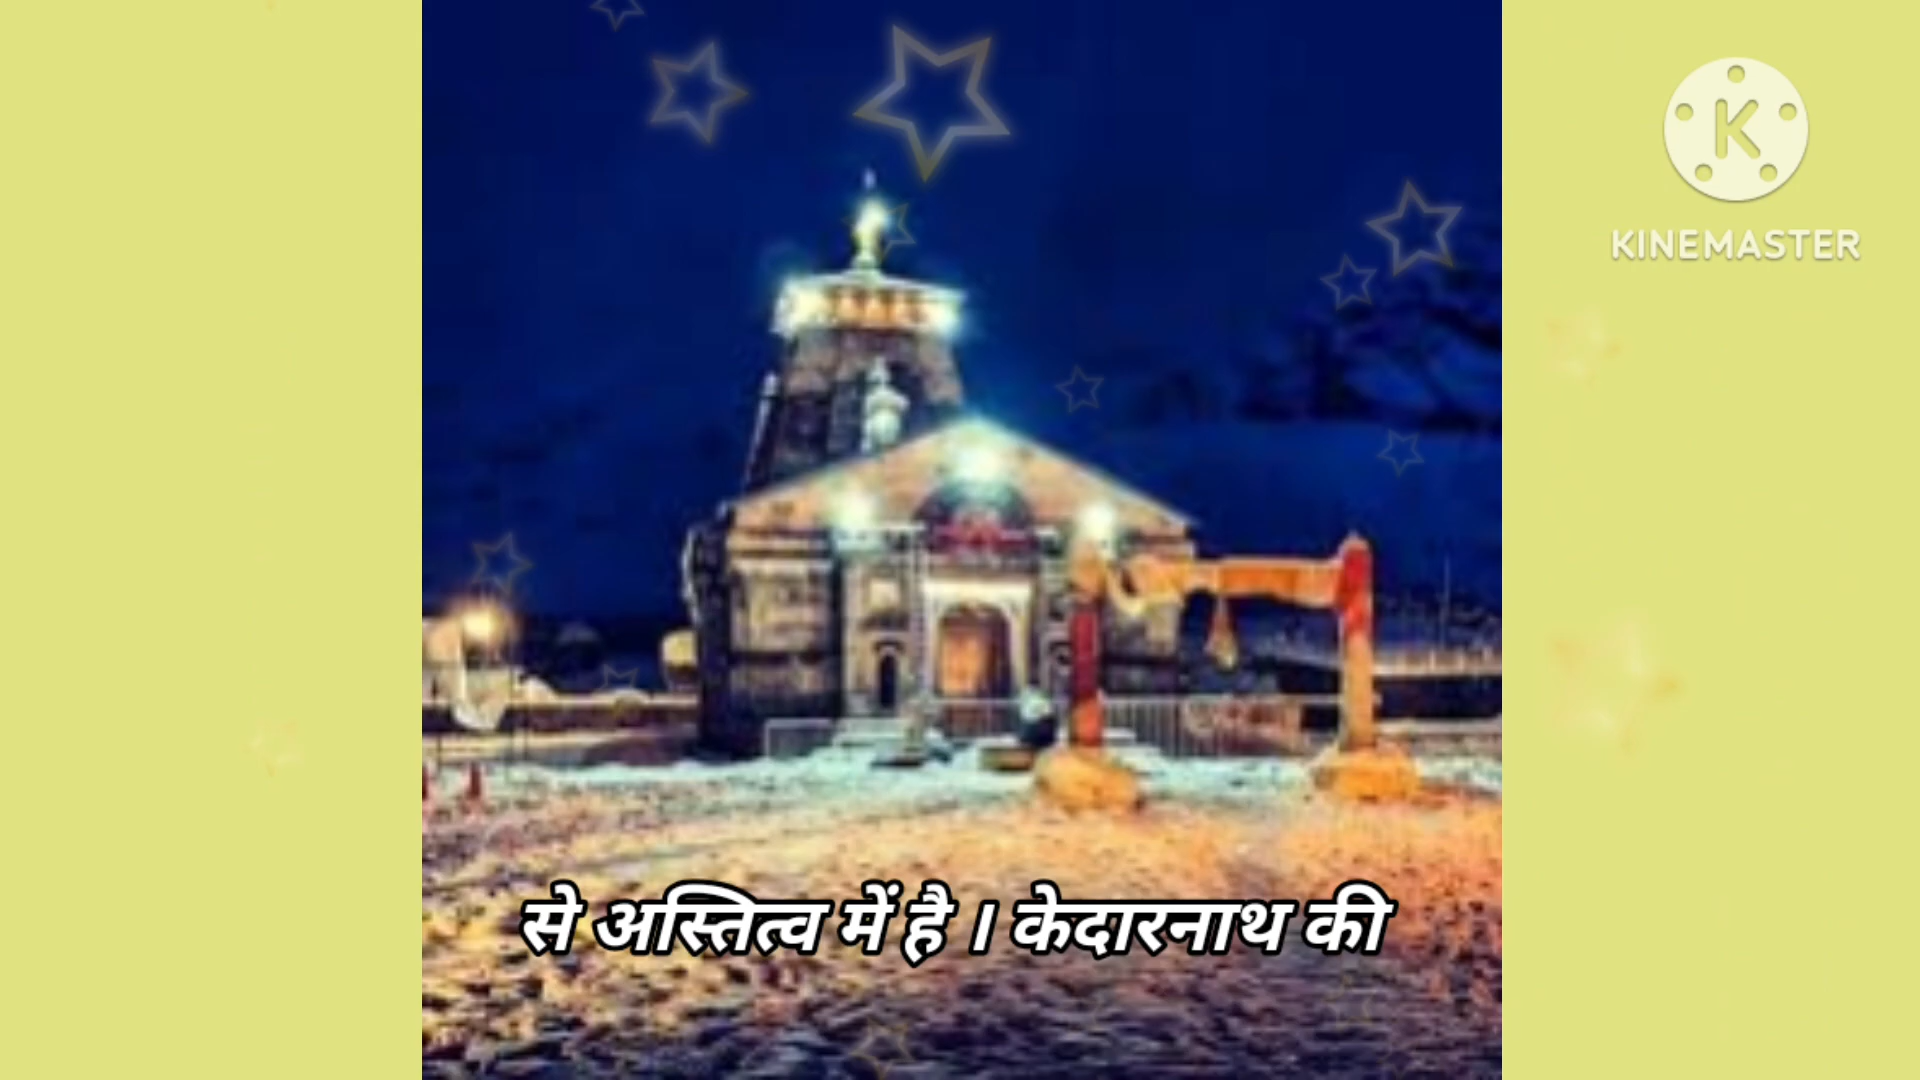 K
KINEMASTER
से अस्तित्व में है । केदारनाथ की